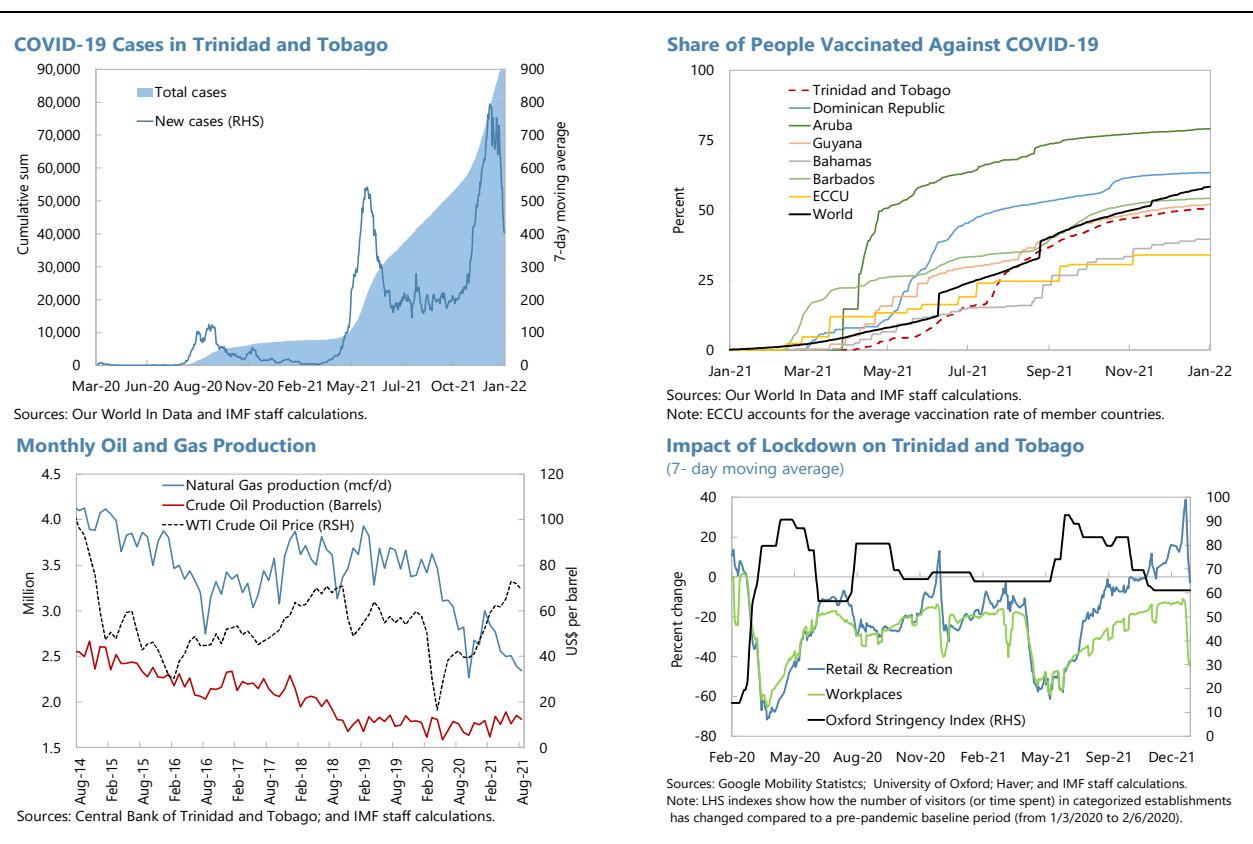 COVID-19 Cases in Trinidad and Tobago
90,000
80,000
70,000
60,000
50,000
40,000
30,000
20,000
10,000
0
Cumulative sum
Total cases
New cases (RHS)
900
800
700
600
500
400
300
200
100
0
7-day moving average
Mar-20 Jun-20 Aug-20 Nov-20 Feb-21 May-21 Jul-21 Oct-21 Jan-22
Sources: Our World In Data and IMF staff calculations.
Share of People Vaccinated Against COVID-19
100
75
50
25
0
Percent
Trinidad and Tobago
Dominican Republic
Aruba
Guyana
Bahamas
Barbados
ECCU
World
Jan-21 Mar-21 May-21 Jul-21 Sep-21 Nov-21 Jan-22
Sources: Our World In Data and IMF staff calculations.
Note: ECCU accounts for the average vaccination rate of member countries.
Monthly Oil and Gas Production
4.5
4.0
3.5
3.0
2.5
2.0
1.5
Million
Natural Gas production (mcf/d)
Crude Oil Production (Barrels)
WTI Crude Oil Price (RSH)
120
100
80
60
40
20
0
US$ per barrel
Aug-14 Feb-15 Aug-15 Feb-16 Aug-16 Feb-17 Aug-17 Feb-18 Aug-18 Feb-19 Aug-19 Feb-20 Aug-20 Feb-21 Aug-21
Sources: Central Bank of Trinidad and Tobago; and IMF staff calculations.
Impact of Lockdown on Trinidad and Tobago
(7- day moving average)
40
20
0
-20
-40
-60
-80
Percent change
Retail & Recreation
Workplaces
Oxford Stringency Index (RHS)
100
90
80
70
60
50
40
30
20
10
0
Feb-20 May-20 Aug-20 Nov-20 Feb-21 May-21 Sep-21 Dec-21
Sources: Google Mobility Statistcs; University of Oxford; Haver; and IMF staff calculations.
Note: LHS indexes show how the number of visitors (or time spent) in categorized establishments
has changed compared to a pre-pandemic baseline period (from 1/3/2020 to 2/6/2020).